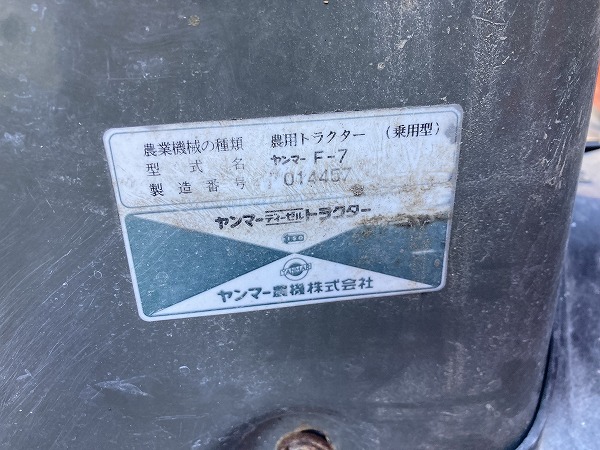 農業機械の種類 農用トラクター (乗用型)
型式名 ヤンマー F-7
製造番号 014457
ヤンマーディーゼルトラクター
YANMAR
ヤンマー農機株式会社